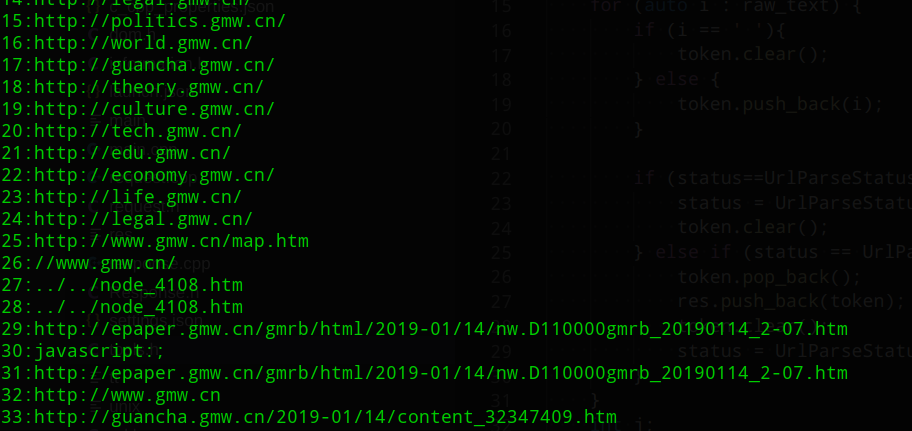 14:http://legal.gmw.cn/
15:http://politics.gmw.cn/
16:http://world.gmw.cn/
17:http://guancha.gmw.cn/
18:http://theory.gmw.cn/
19:http://culture.gmw.cn/
20:http://tech.gmw.cn/
21:http://edu.gmw.cn/
22:http://economy.gmw.cn/
23:http://life.gmw.cn/
24:http://legal.gmw.cn/
25:http://www.gmw.cn/map.htm
26://www.gmw.cn/
27:../../node_4108.htm
28:../../node_4108.htm
29:http://epaper.gmw.cn/gmrb/html/2019-01/14/nw.D110000gmrb_20190114_2-07.htm
30:javascript:;
31:http://epaper.gmw.cn/gmrb/html/2019-01/14/nw.D110000gmrb_20190114_2-07.htm
32:http://www.gmw.cn
33:http://guancha.gmw.cn/2019-01/14/content_32347409.htm
15 for (auto i : raw_text) {
16 if (i == ' '){
17 token.clear();
18 } else {
19 token.push_back(i);
20 }
21
22 if (status==UrlParseStatus
23 status = UrlParseStatu
24 token.clear();
25 } else if (status == UrlPa
26 token.pop_back();
27 res.push_back(token);
29 status = UrlParseStatu
31 }